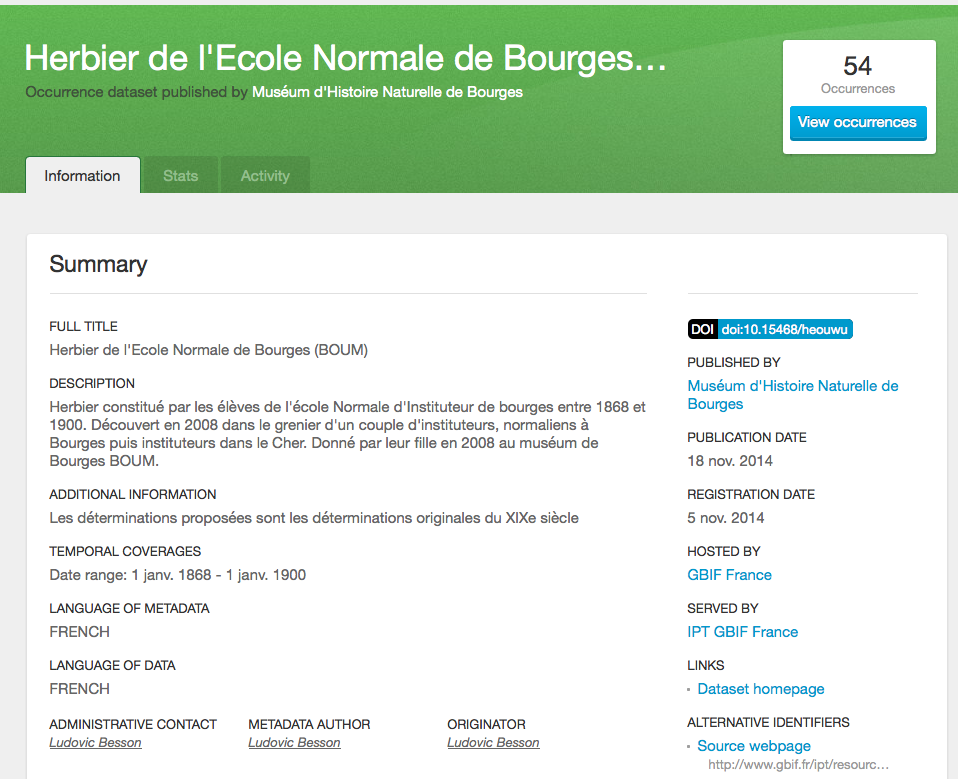 Herbier de l'Ecole Normale de Bourges…
Occurrence dataset published by Muséum d'Histoire Naturelle de Bourges
54
Occurrences
View occurrences
Information
Stats
Activity
Summary
FULL TITLE
Herbier de l'Ecole Normale de Bourges (BOUM)
DESCRIPTION
Herbier constitué par les élèves de l'école Normale d'Instituteur de bourges entre 1868 et
1900. Découvert en 2008 dans le grenier d'un couple d'instituteurs, normaliens à
Bourges puis instituteurs dans le Cher. Donné par leur fille en 2008 au muséum de
Bourges BOUM.
ADDITIONAL INFORMATION
Les déterminations proposées sont les déterminations originales du XIXe siècle
TEMPORAL COVERAGES
Date range: 1 janv. 1868 - 1 janv. 1900
LANGUAGE OF METADATA
FRENCH
LANGUAGE OF DATA
FRENCH
ADMINISTRATIVE CONTACT
Ludovic Besson
METADATA AUTHOR
Ludovic Besson
ORIGINATOR
Ludovic Besson
DOI doi:10.15468/heouwu
PUBLISHED BY
Muséum d'Histoire Naturelle de
Bourges
PUBLICATION DATE
18 nov. 2014
REGISTRATION DATE
5 nov. 2014
HOSTED BY
GBIF France
SERVED BY
IPT GBIF France
LINKS
Dataset homepage
ALTERNATIVE IDENTIFIERS
Source webpage
http://www.gbif.fr/ipt/resourc…